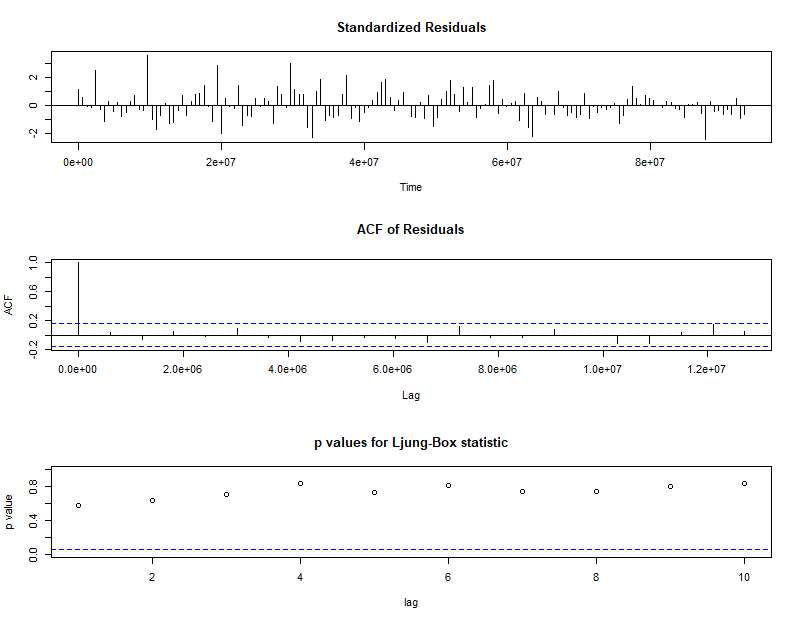 Standardized Residuals
2
0
-2
0e+00 2e+07 4e+07 6e+07 8e+07
Time
ACF of Residuals
ACF
1.0
0.6
0.2
-0.2
0.0e+00 2.0e+06 4.0e+06 6.0e+06 8.0e+06 1.0e+07 1.2e+07
Lag
p values for Ljung-Box statistic
p value
0.8
0.4
0.0
2 4 6 8 10
lag